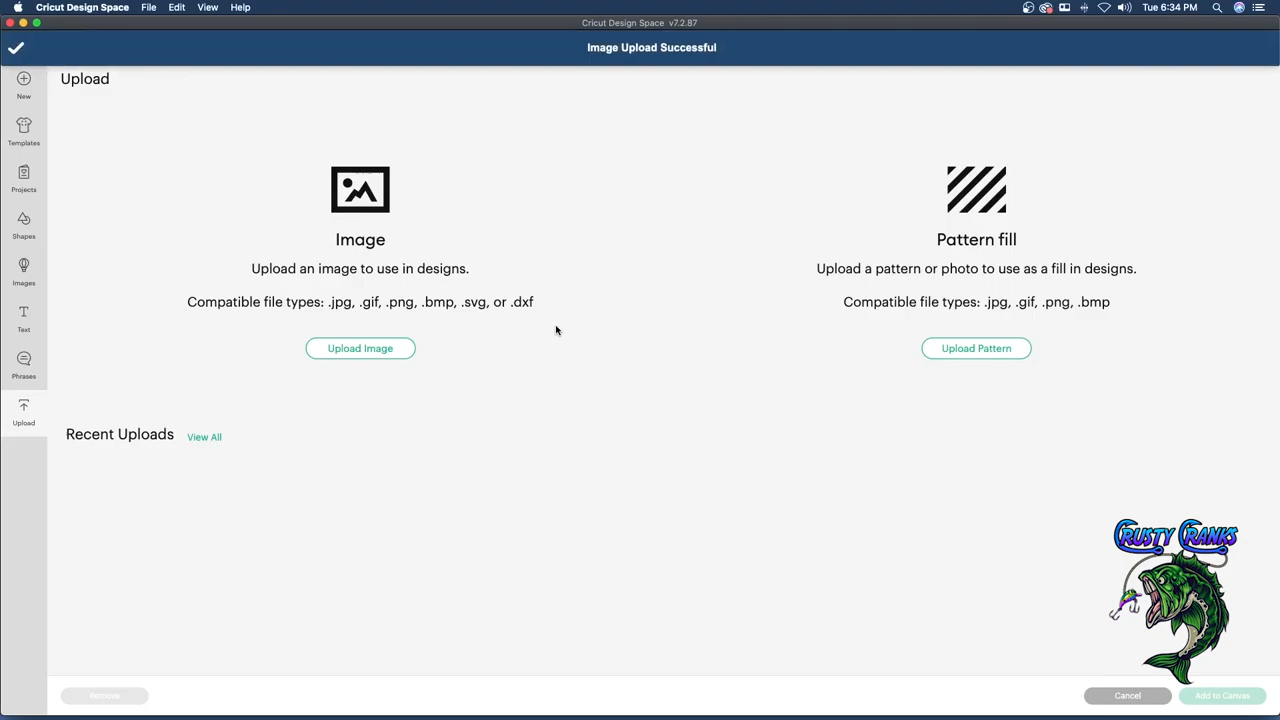 Cricut Design Space File Edit View Help Tue 6:34 PM
Cricut Design Space v7.2.87
Image Upload Successful
Upload
New
Templates
Projects
Shapes
Images
Text
Phrases
Upload
Image
Upload an image to use in designs.
Compatible file types: .jpg, .gif, .png, .bmp, .svg, or .dxf
Upload Image
Pattern fill
Upload a pattern or photo to use as a fill in designs.
Compatible file types: .jpg, .gif, .png, .bmp
Upload Pattern
Recent Uploads View All
CRUSTY CRANKS
Remove
Cancel
Add to Canvas